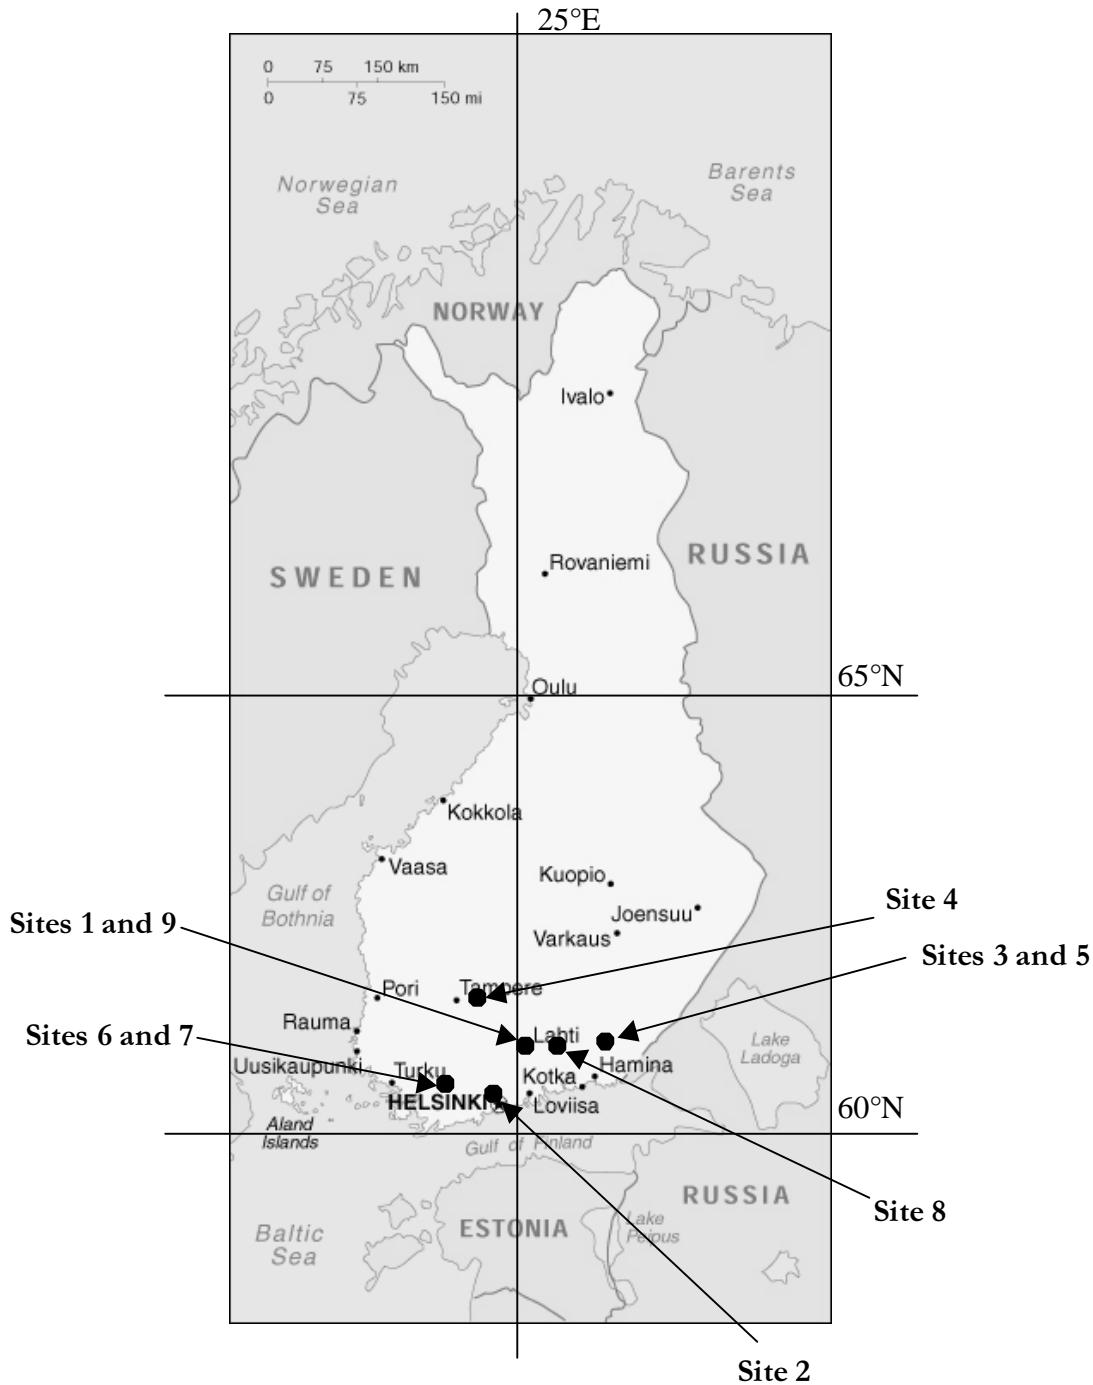 25°E
0 75 150 km
0 75 150 mi
Norwegian
Sea
Barents
Sea
NORWAY
Ivalo
Rovaniemi
RUSSIA
SWEDEN
65°N
Oulu
Kokkola
Vaasa
Kuopio
Gulf of
Bothnia
Site 4
Joensuu
Sites 1 and 9
Varkaus
Sites 3 and 5
Pori
Tampere
Rauma
Lahti
Sites 6 and 7
Lake
Ladoga
Uusikaupunki
Turku
Hamina
Kotka
HELSINKI
Loviisa
60°N
Aland
Islands
Gulf of Finland
RUSSIA
Site 8
Baltic
Sea
ESTONIA
Lake
Peipus
Site 2